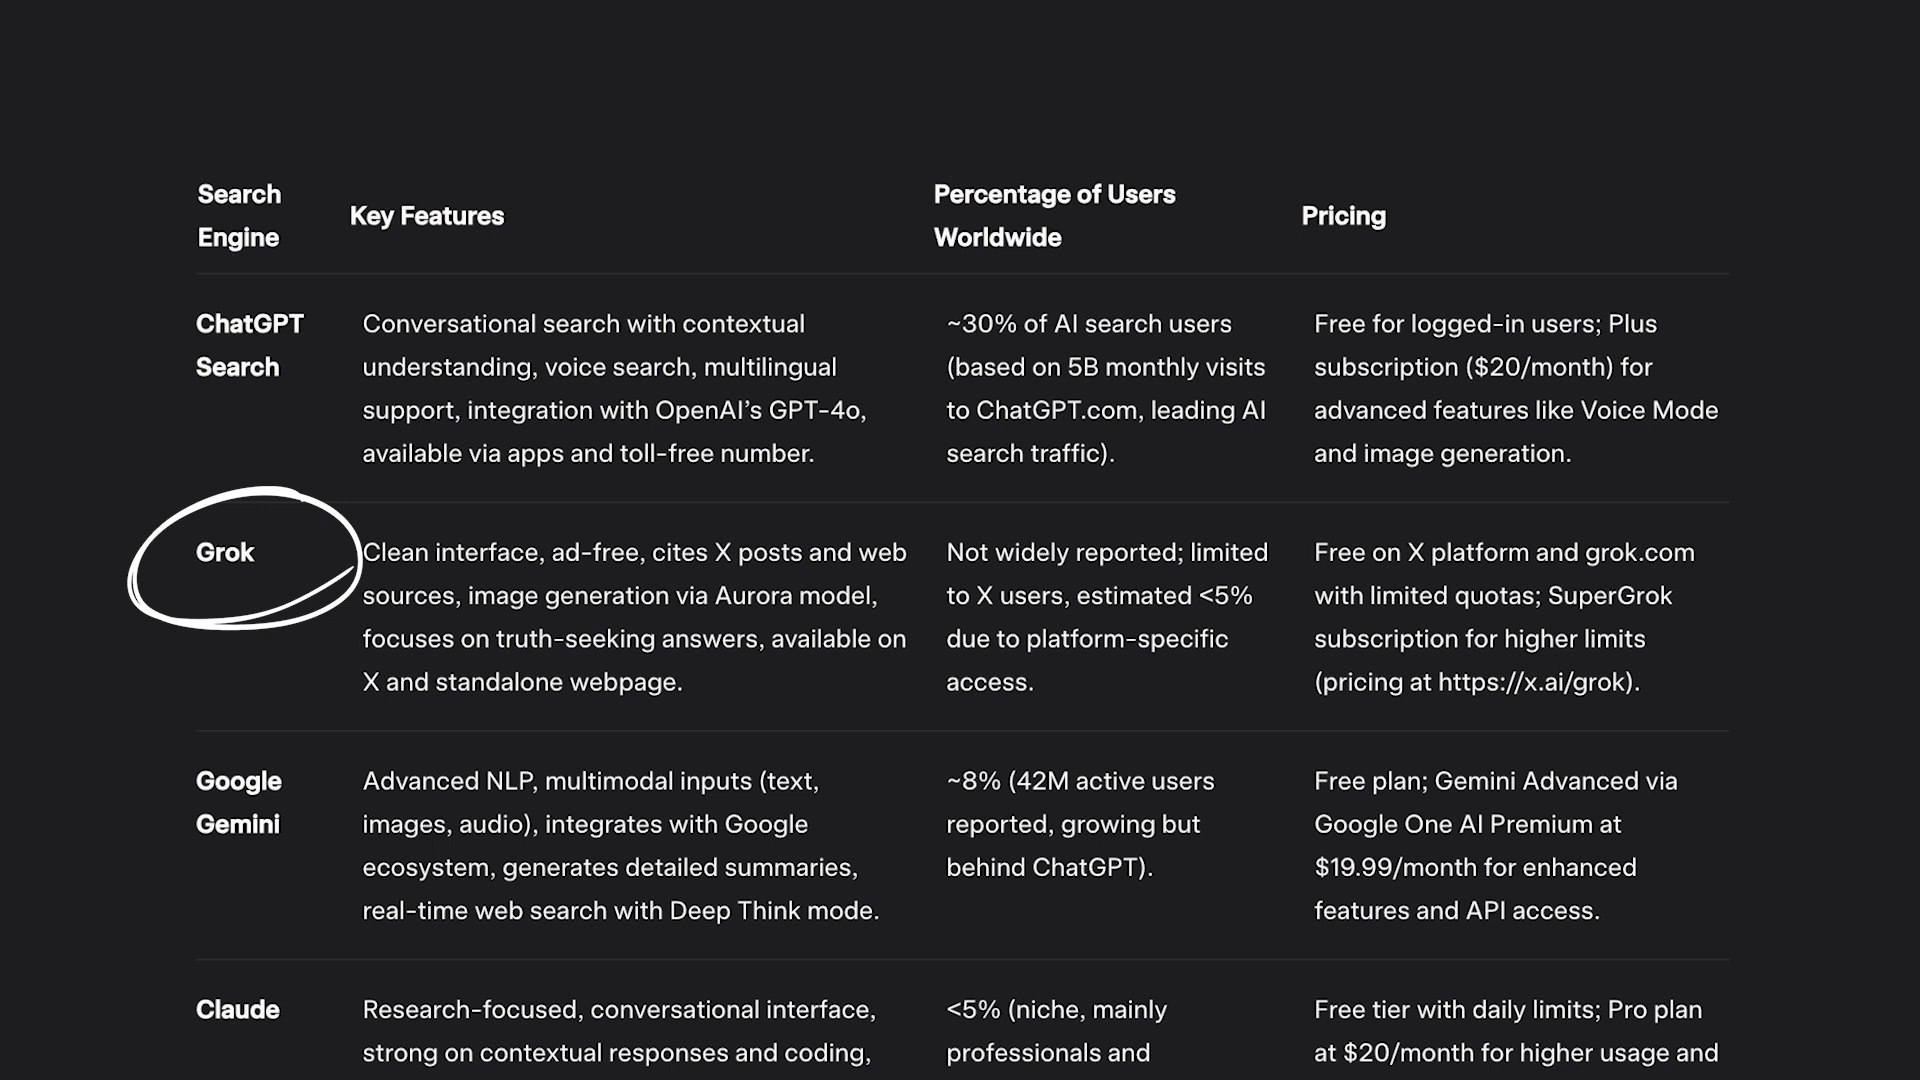 Search
Engine
Key Features
Percentage of Users
Worldwide
Pricing
ChatGPT
Search
Conversational search with contextual
understanding, voice search, multilingual
support, integration with OpenAI’s GPT-4o,
available via apps and toll-free number.
~30% of AI search users
(based on 5B monthly visits
to ChatGPT.com, leading AI
search traffic).
Free for logged-in users; Plus
subscription ($20/month) for
advanced features like Voice Mode
and image generation.
Grok
Clean interface, ad-free, cites X posts and web
sources, image generation via Aurora model,
focuses on truth-seeking answers, available on
X and standalone webpage.
Not widely reported; limited
to X users, estimated <5%
due to platform-specific
access.
Free on X platform and grok.com
with limited quotas; SuperGrok
subscription for higher limits
(pricing at https://x.ai/grok).
Google
Gemini
Advanced NLP, multimodal inputs (text,
images, audio), integrates with Google
ecosystem, generates detailed summaries,
real-time web search with Deep Think mode.
~8% (42M active users
reported, growing but
behind ChatGPT).
Free plan; Gemini Advanced via
Google One AI Premium at
$19.99/month for enhanced
features and API access.
Claude
Research-focused, conversational interface,
strong on contextual responses and coding,
<5% (niche, mainly
professionals and
Free tier with daily limits; Pro plan
at $20/month for higher usage and